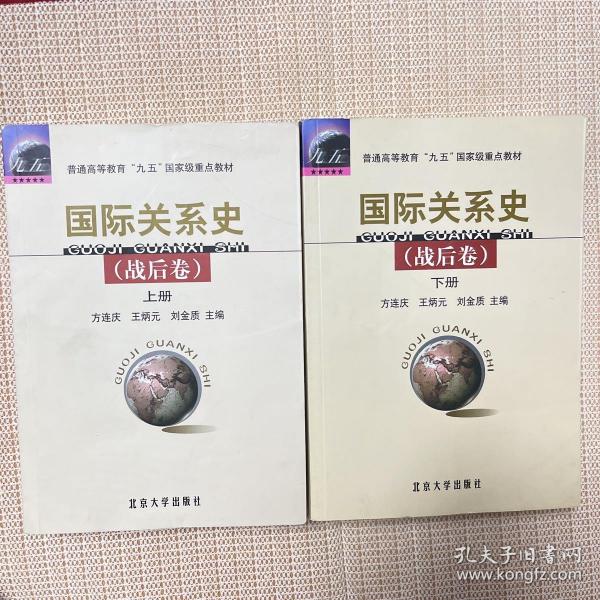 九五
★★★★★
普通高等教育“九五”国家级重点教材
国际关系史
GUOJI GUANXI SHI
(战后卷)
上册
方连庆 王炳元 刘金质 主编
GUOJI GUANXI SHI
北京大学出版社
九五
★★★★★
普通高等教育“九五”国家级重点教材
国际关系史
GUOJI GUANXI SHI
(战后卷)
下册
方连庆 王炳元 刘金质 主编
GUOJI GUANXI SHI
北京大学出版社
孔夫子旧书网
www.kongfz.com